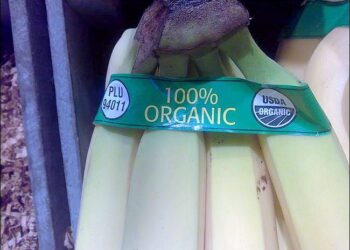 PLU
94011
100%
ORGANIC
USDA
ORGANIC